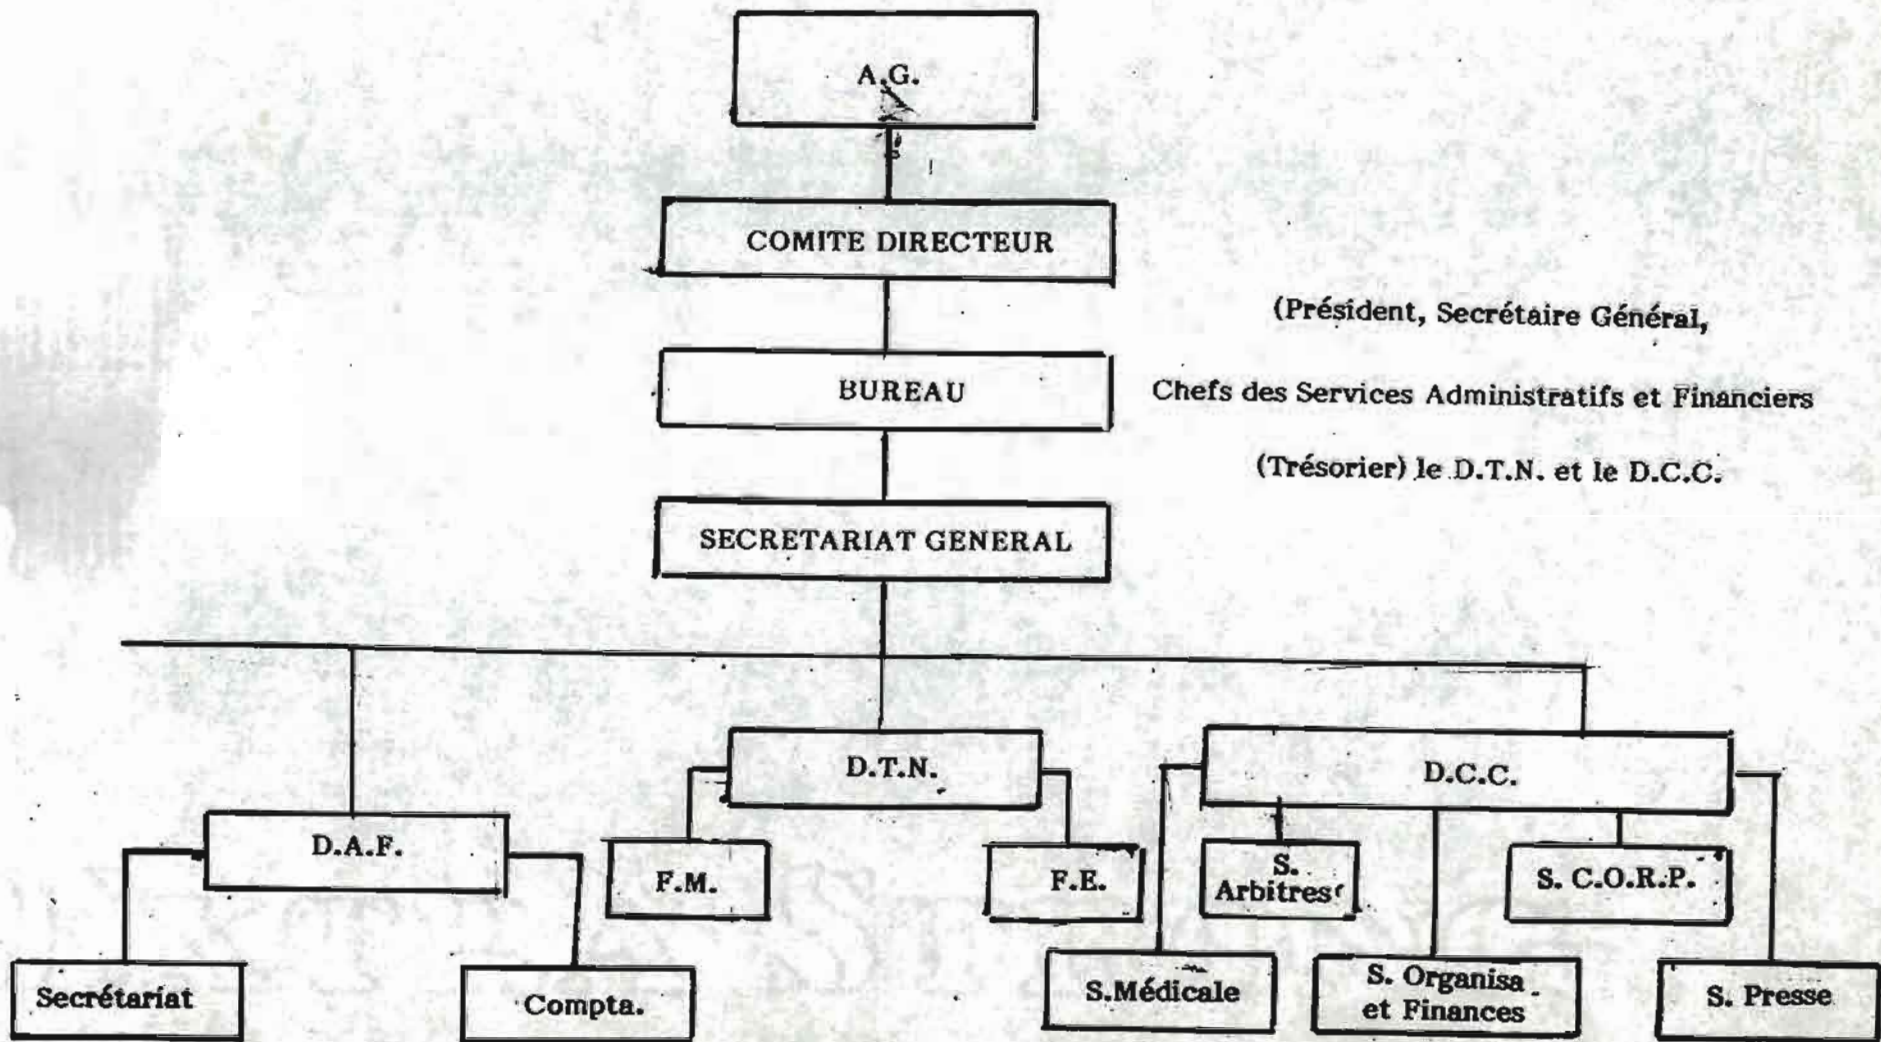 A.G.
COMITE DIRECTEUR
(Président, Secrétaire Général,
BUREAU
Chefs des Services Administratifs et Financiers
(Trésorier) le D.T.N. et le D.C.C.
SECRETARIAT GENERAL
D.T.N.
D.C.C.
D.A.F.
F.M.
F.E.
S.
Arbitres
S. C.O.R.P.
Secrétariat
Compta.
S.Médicale
S. Organisa
et Finances
S. Presse